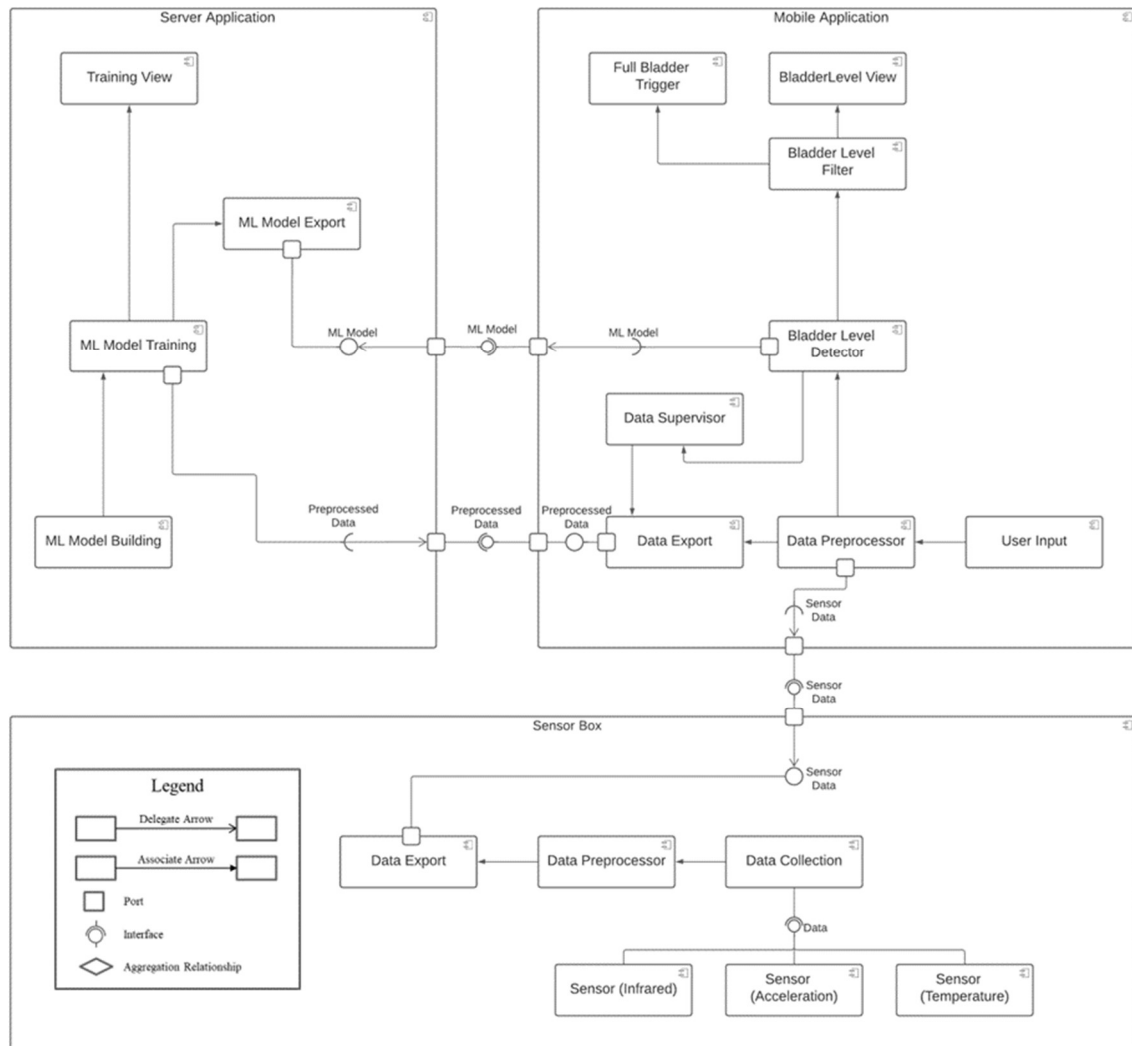 Server Application
Training View
ML Model Export
ML Model
ML Model Training
Preprocessed
Data
ML Model Building
ML Model
Preprocessed
Data
Mobile Application
Full Bladder
Trigger
BladderLevel View
Bladder Level
Filter
ML Model
Bladder Level
Detector
Data Supervisor
Preprocessed
Data
Data Export
Data Preprocessor
User Input
Sensor
Data
Sensor
Data
Sensor Box
Sensor
Data
Legend
Delegate Arrow
Associate Arrow
Port
Interface
Aggregation Relationship
Data Export
Data Preprocessor
Data Collection
Data
Sensor (Infrared)
Sensor
(Acceleration)
Sensor
(Temperature)